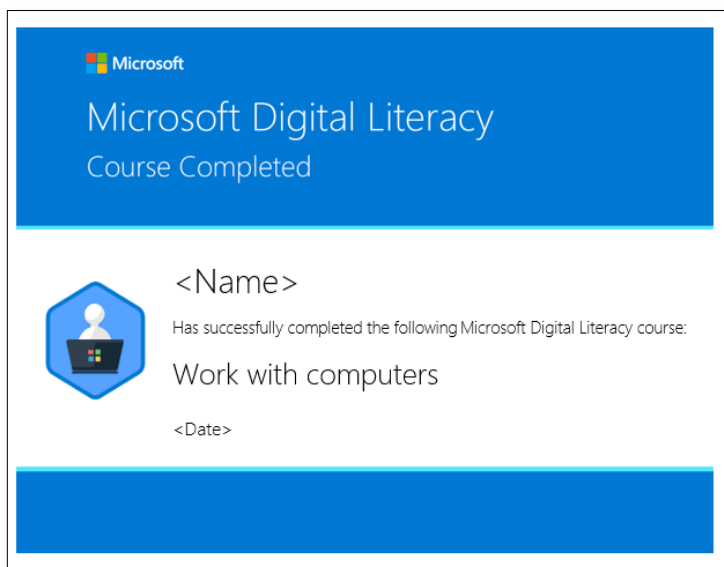 Microsoft
Microsoft Digital Literacy
Course Completed
<Name>
Has successfully completed the following Microsoft Digital Literacy course:
Work with computers
<Date>